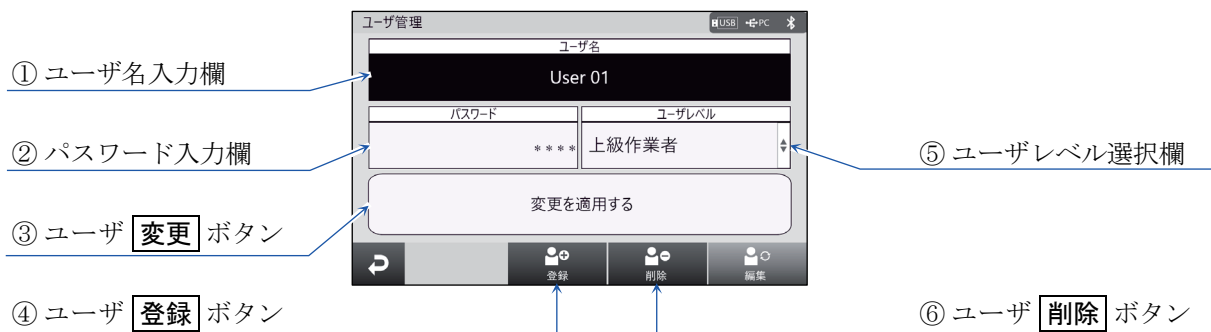 ユーザ管理
USB PC
ユーザ名
① ユーザ名入力欄
User 01
パスワード
ユーザレベル
② パスワード入力欄
****
上級作業者
⑤ ユーザレベル選択欄
変更を適用する
③ ユーザ 変更 ボタン
登録
削除
編集
④ ユーザ 登録 ボタン
⑥ ユーザ 削除 ボタン